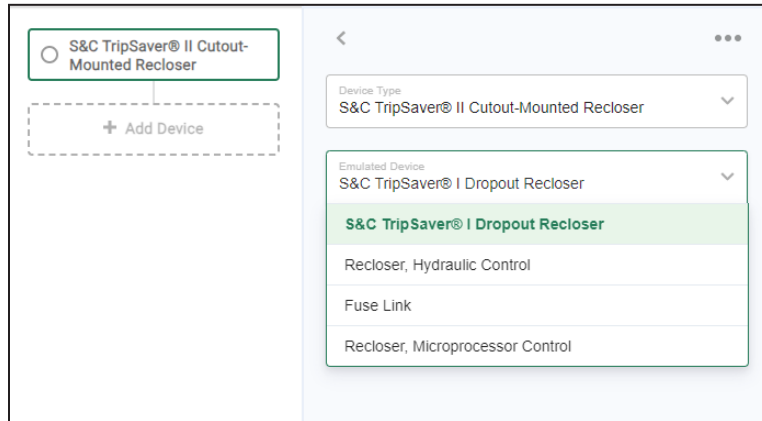 S&C TripSaver® II Cutout-
Mounted Recloser
+ Add Device
Device Type
S&C TripSaver® II Cutout-Mounted Recloser
Emulated Device
S&C TripSaver® I Dropout Recloser
S&C TripSaver® I Dropout Recloser
Recloser, Hydraulic Control
Fuse Link
Recloser, Microprocessor Control